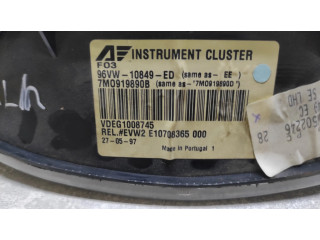 AF INSTRUMENT CLUSTER
F03
96VW-10849-ED (same as- EE )
7M0919890B (same as- "7M0919890D")
VDEG1008745
REL.#EVW2 E10708365 000
27-05-97
Made in Portugal 1
28